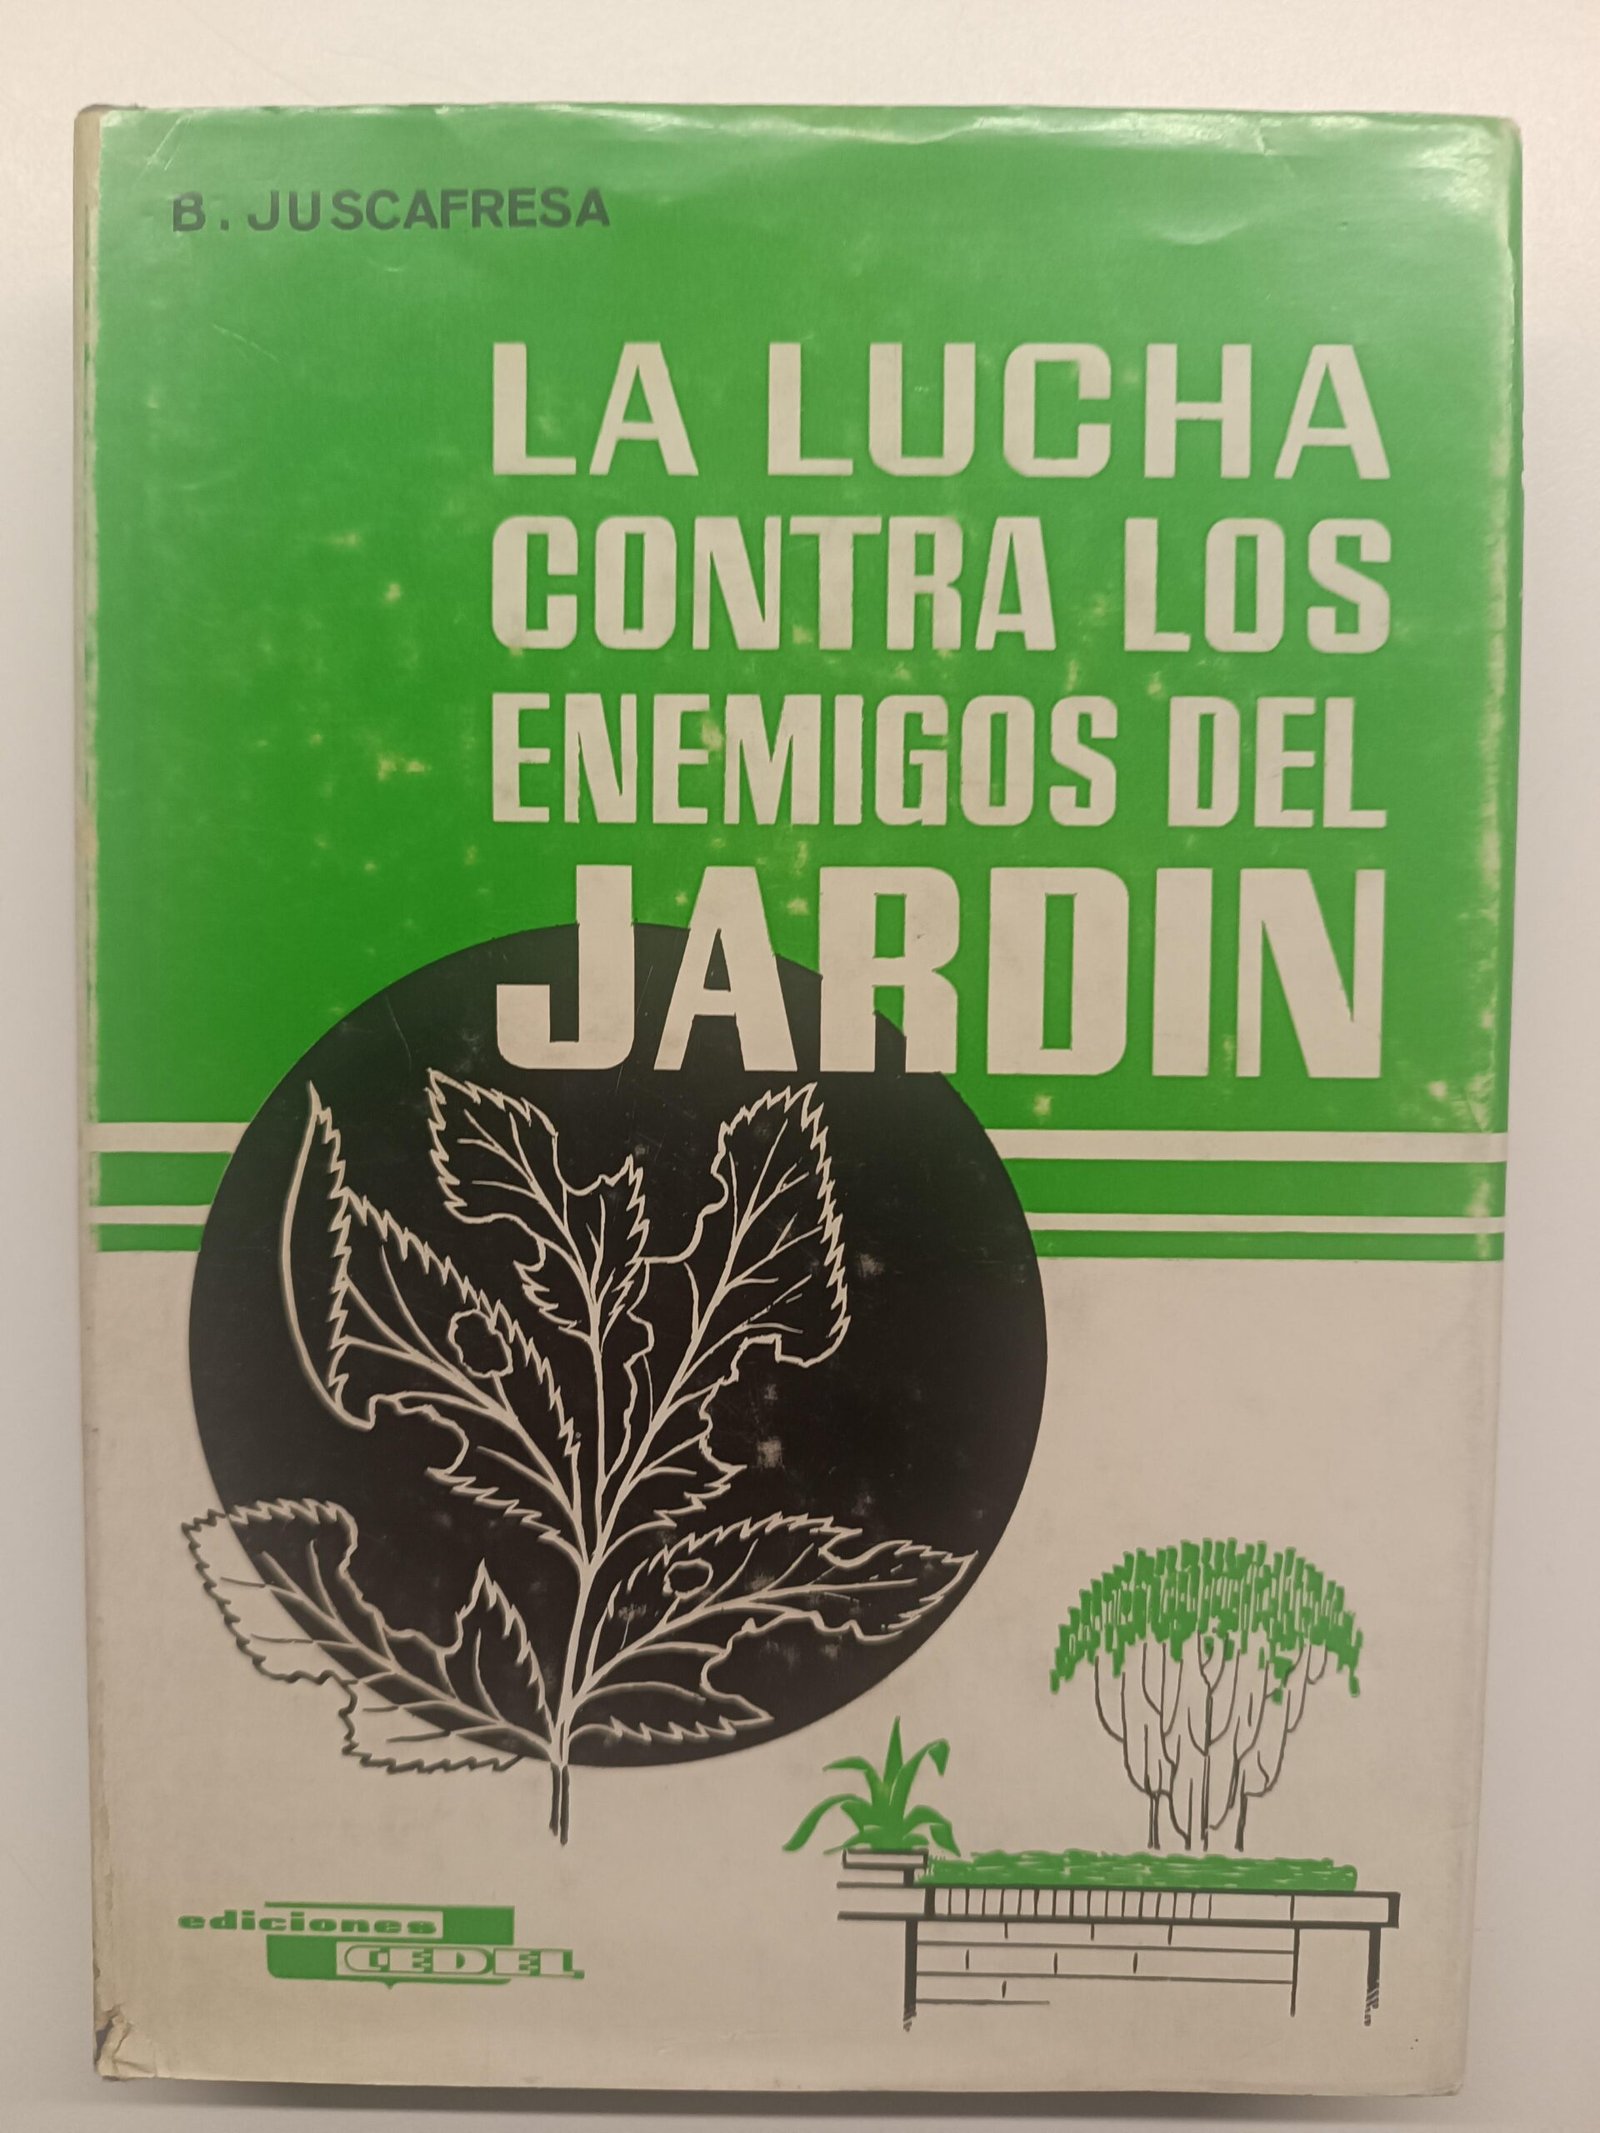 B. JUSCAFRESA
LA LUCHA
CONTRA LOS
ENEMIGOS DEL
JARDIN
ediciones
CEDEL